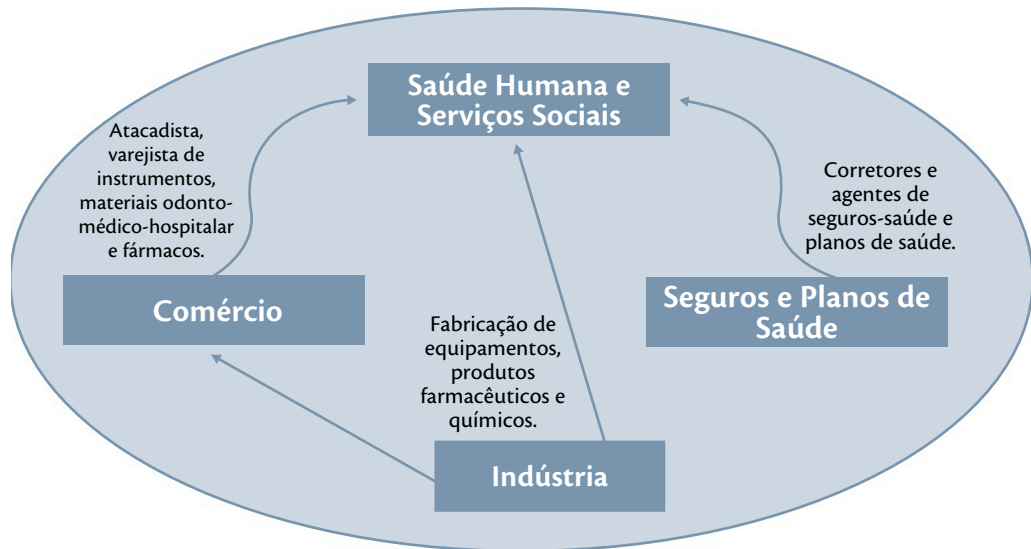 Saúde Humana e
Serviços Sociais
Atacadista,
varejista de
instrumentos,
materiais odonto-
médico-hospitalar
e fármacos.
Corretores e
agentes de
seguros-saúde e
planos de saúde.
Comércio
Seguros e Planos de
Saúde
Fabricação de
equipamentos,
produtos
farmacêuticos e
químicos.
Indústria